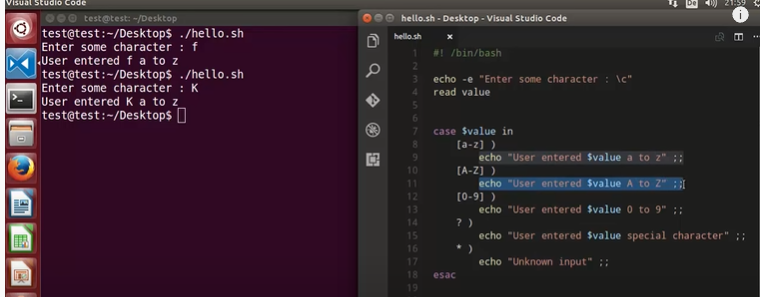 Visual Studio Code
De
21:59
test@test: ~/Desktop
test@test:~/Desktop$ ./hello.sh
Enter some character : f
User entered f a to z
test@test:~/Desktop$ ./hello.sh
Enter some character : K
User entered K a to z
test@test:~/Desktop$
hello.sh - Desktop - Visual Studio Code
hello.sh
1 #! /bin/bash
2
3 echo -e "Enter some character : \c"
4 read value
5
6
7 case $value in
8 [a-z] )
9 echo "User entered $value a to z" ;;
10 [A-Z] )
11 echo "User entered $value A to Z" ;;
12 [0-9] )
13 echo "User entered $value 0 to 9" ;;
14 ? )
15 echo "User entered $value special character" ;;
16 * )
17 echo "Unknown input" ;;
18 esac
19